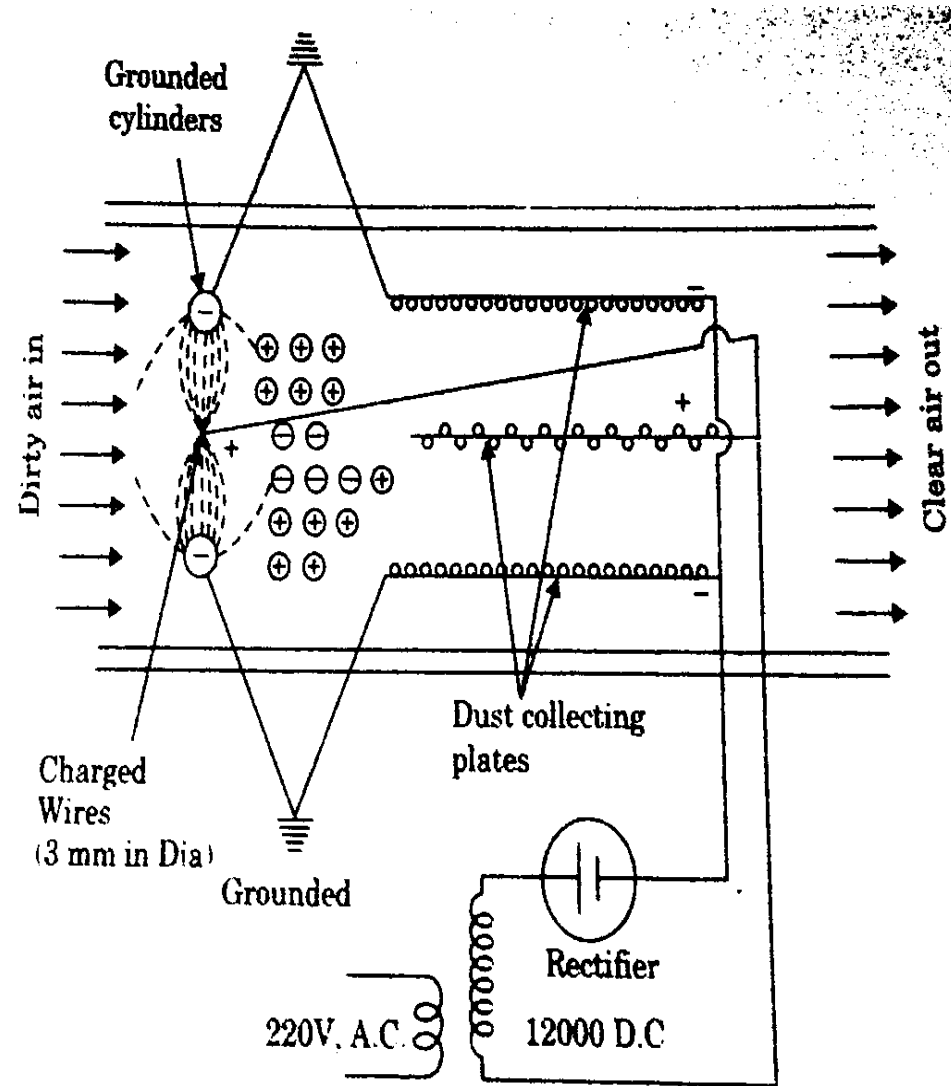 Grounded
cylinders
Dirty air in
Clear air out
Dust collecting
plates
Charged
Wires
(3 mm in Dia)
Grounded
Rectifier
220V, A.C.
12000 D.C